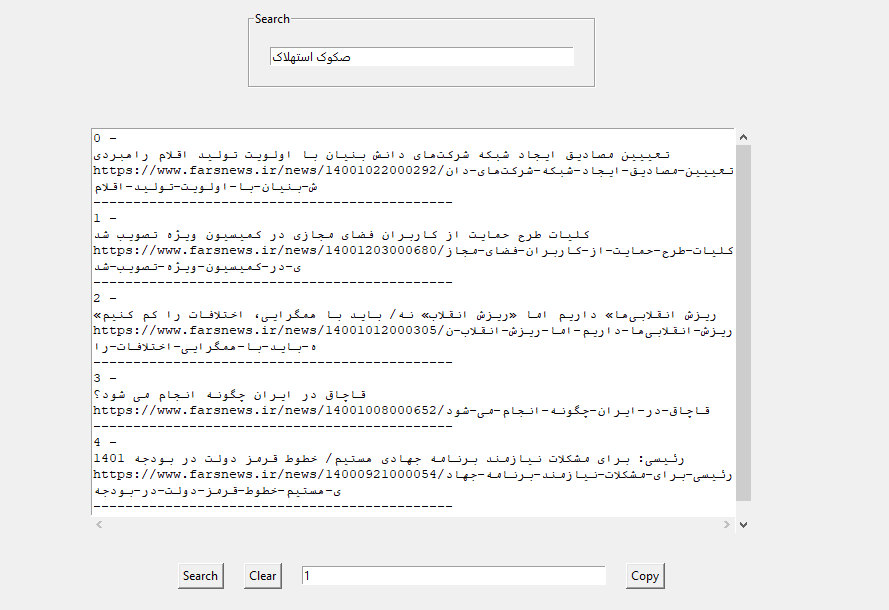 Search
صکوک استهلاک
0 -
تعییین مصادیق ایجاد شبکه شرکت‌های دانش بنیان با اولویت تولید اقلام راهبردی
https://www.farsnews.ir/news/14001022000292/تعییین-مصادیق-ایجاد-شبکه-شرکت‌های-دان
ش-بنیان-با-اولویت-تولید-اقلام
---------------------------------------------
1 -
کلیات طرح حمایت از کاربران فضای مجازی در کمیسیون ویژه تصویب شد
https://www.farsnews.ir/news/14001203000680/کلیات-طرح-حمایت-از-کاربران-فضای-مجاز
ی-در-کمیسیون-ویژه-تصویب-شد
---------------------------------------------
2 -
«ریزش انقلابی‌ها» داریم اما «ریزش انقلاب» نه/ باید با همگرایی، اختلافات را کم کنیم
https://www.farsnews.ir/news/14001012000305/ریزش-انقلابی‌ها-داریم-اما-ریزش-انقلاب-ن
ه-باید-با-همگرایی-اختلافات-را
---------------------------------------------
3 -
قاچاق در ایران چگونه انجام می شود؟
https://www.farsnews.ir/news/14001008000652/قاچاق-در-ایران-چگونه-انجام-می-شود
---------------------------------------------
4 -
رئیسی: برای مشکلات نیازمند برنامه جهادی هستیم/ خطوط قرمز دولت در بودجه 1401
https://www.farsnews.ir/news/14000921000054/رئیسی-برای-مشکلات-نیازمند-برنامه-جهاد
ی-هستیم-خطوط-قرمز-دولت-در-بودجه
---------------------------------------------
Search Clear 1 Copy